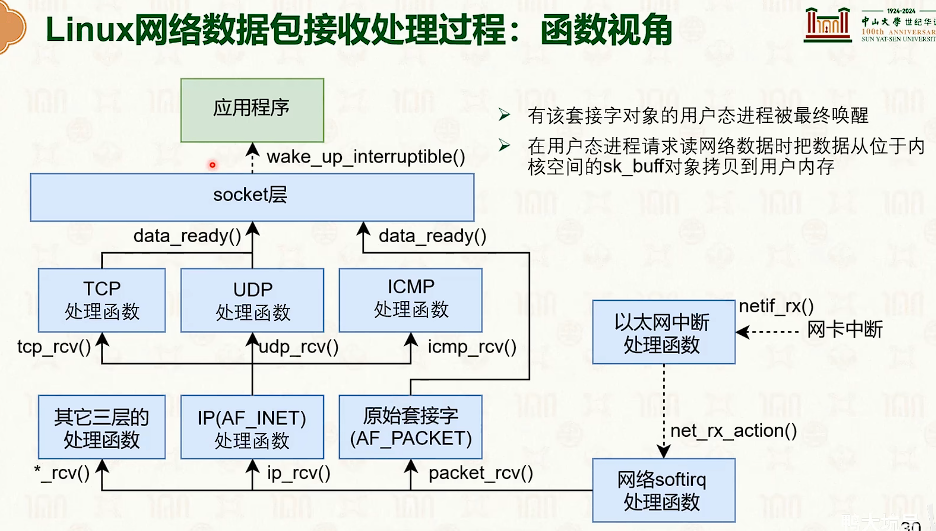 Linux网络数据包接收处理过程：函数视角
1924-2024
中山大学 世纪华诞
100th ANNIVERSARY
SUN YAT-SEN UNIVERSITY
应用程序
wake_up_interruptible()
socket层
data_ready()
data_ready()
TCP
处理函数
UDP
处理函数
ICMP
处理函数
tcp_rcv()
udp_rcv()
icmp_rcv()
其它三层的
处理函数
IP(AF_INET)
处理函数
原始套接字
(AF_PACKET)
*_rcv()
ip_rcv()
packet_rcv()
有该套接字对象的用户态进程被最终唤醒
在用户态进程请求读网络数据时把数据从位于内
核空间的sk_buff对象拷贝到用户内存
以太网中断
处理函数
netif_rx()
网卡中断
net_rx_action()
网络softirq
处理函数
30